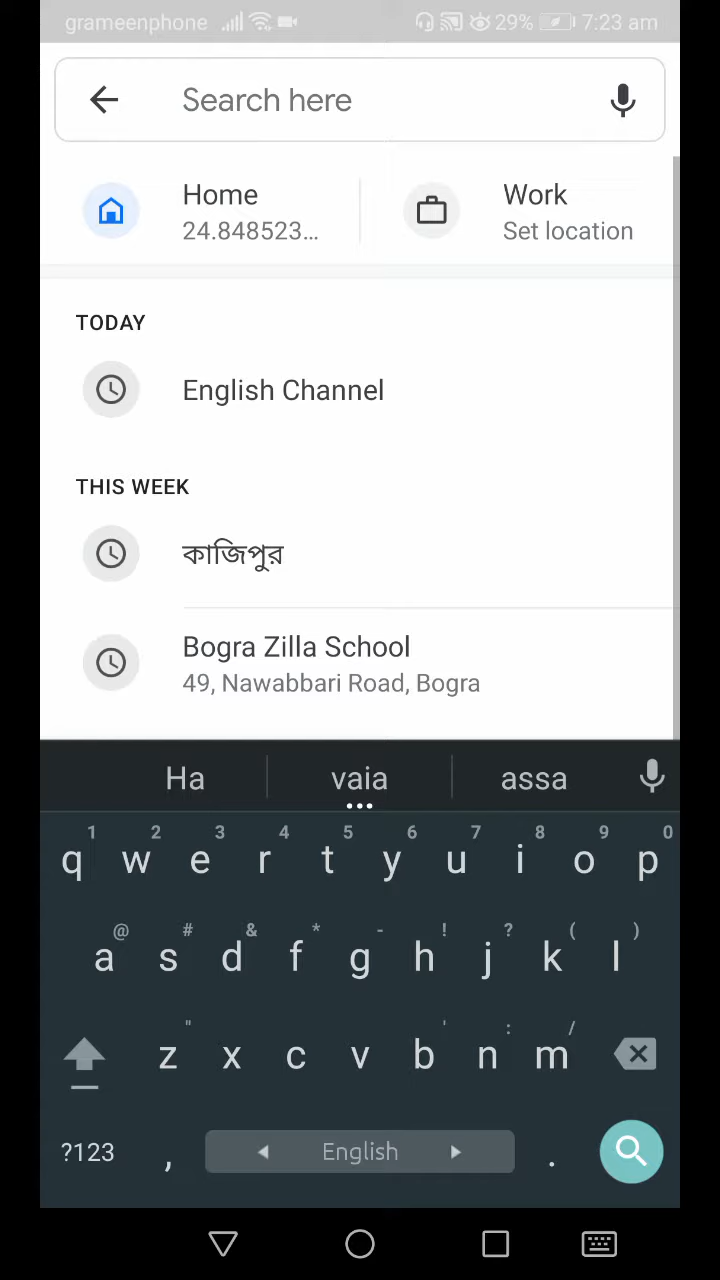 grameenphone 29% 7:23 am
Search here
Home Work
24.848523... Set location
TODAY
English Channel
THIS WEEK
কাজিপুর
Bogra Zilla School
49, Nawabbari Road, Bogra
Ha vaia assa
1 2 3 4 5 6 7 8 9 0
q w e r t y u i o p
@ # & * - ! ? ( )
a s d f g h j k l
" ' : /
z x c v b n m
?123 , English .